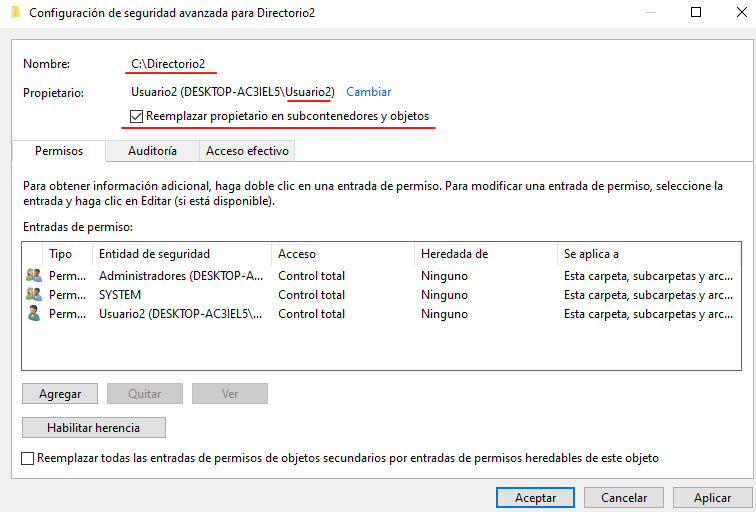 Configuración de seguridad avanzada para Directorio2
Nombre: C:\Directorio2
Propietario: Usuario2 (DESKTOP-AC3IEL5\Usuario2) Cambiar
Reemplazar propietario en subcontenedores y objetos
Permisos Auditoría Acceso efectivo
Para obtener información adicional, haga doble clic en una entrada de permiso. Para modificar una entrada de permiso, seleccione la
entrada y haga clic en Editar (si está disponible).
Entradas de permiso:
Tipo Entidad de seguridad Acceso Heredada de Se aplica a
Perm... Administradores (DESKTOP-A... Control total Ninguno Esta carpeta, subcarpetas y arc...
Perm... SYSTEM Control total Ninguno Esta carpeta, subcarpetas y arc...
Perm... Usuario2 (DESKTOP-AC3IEL5\... Control total Ninguno Esta carpeta, subcarpetas y arc...
Agregar Quitar Ver
Habilitar herencia
Reemplazar todas las entradas de permisos de objetos secundarios por entradas de permisos heredables de este objeto
Aceptar Cancelar Aplicar